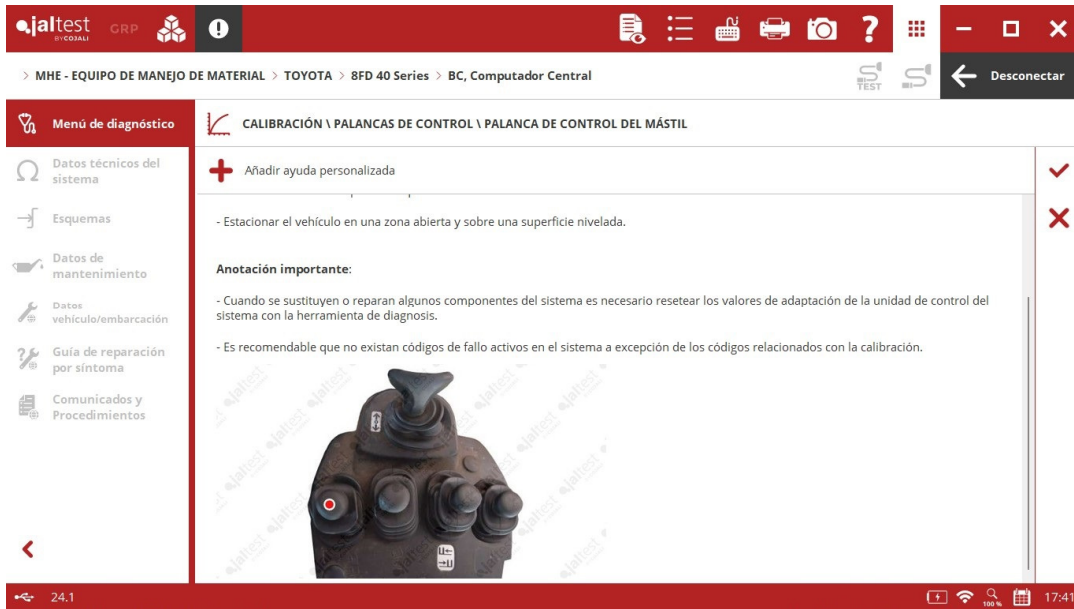 jaltest GRP
BY COJALI
> MHE - EQUIPO DE MANEJO DE MATERIAL > TOYOTA > 8FD 40 Series > BC, Computador Central
TEST
Desconectar
Menú de diagnóstico
CALIBRACIÓN \ PALANCAS DE CONTROL \ PALANCA DE CONTROL DEL MÁSTIL
Datos técnicos del
sistema
Añadir ayuda personalizada
Esquemas
Datos de
mantenimiento
Datos
vehículo/embarcación
Guía de reparación
por síntoma
Comunicados y
Procedimientos
- Estacionar el vehículo en una zona abierta y sobre una superficie nivelada.
Anotación importante:
- Cuando se sustituyen o reparan algunos componentes del sistema es necesario resetear los valores de adaptación de la unidad de control del
sistema con la herramienta de diagnosis.
- Es recomendable que no existan códigos de fallo activos en el sistema a excepción de los códigos relacionados con la calibración.
24.1
100 %
17:41